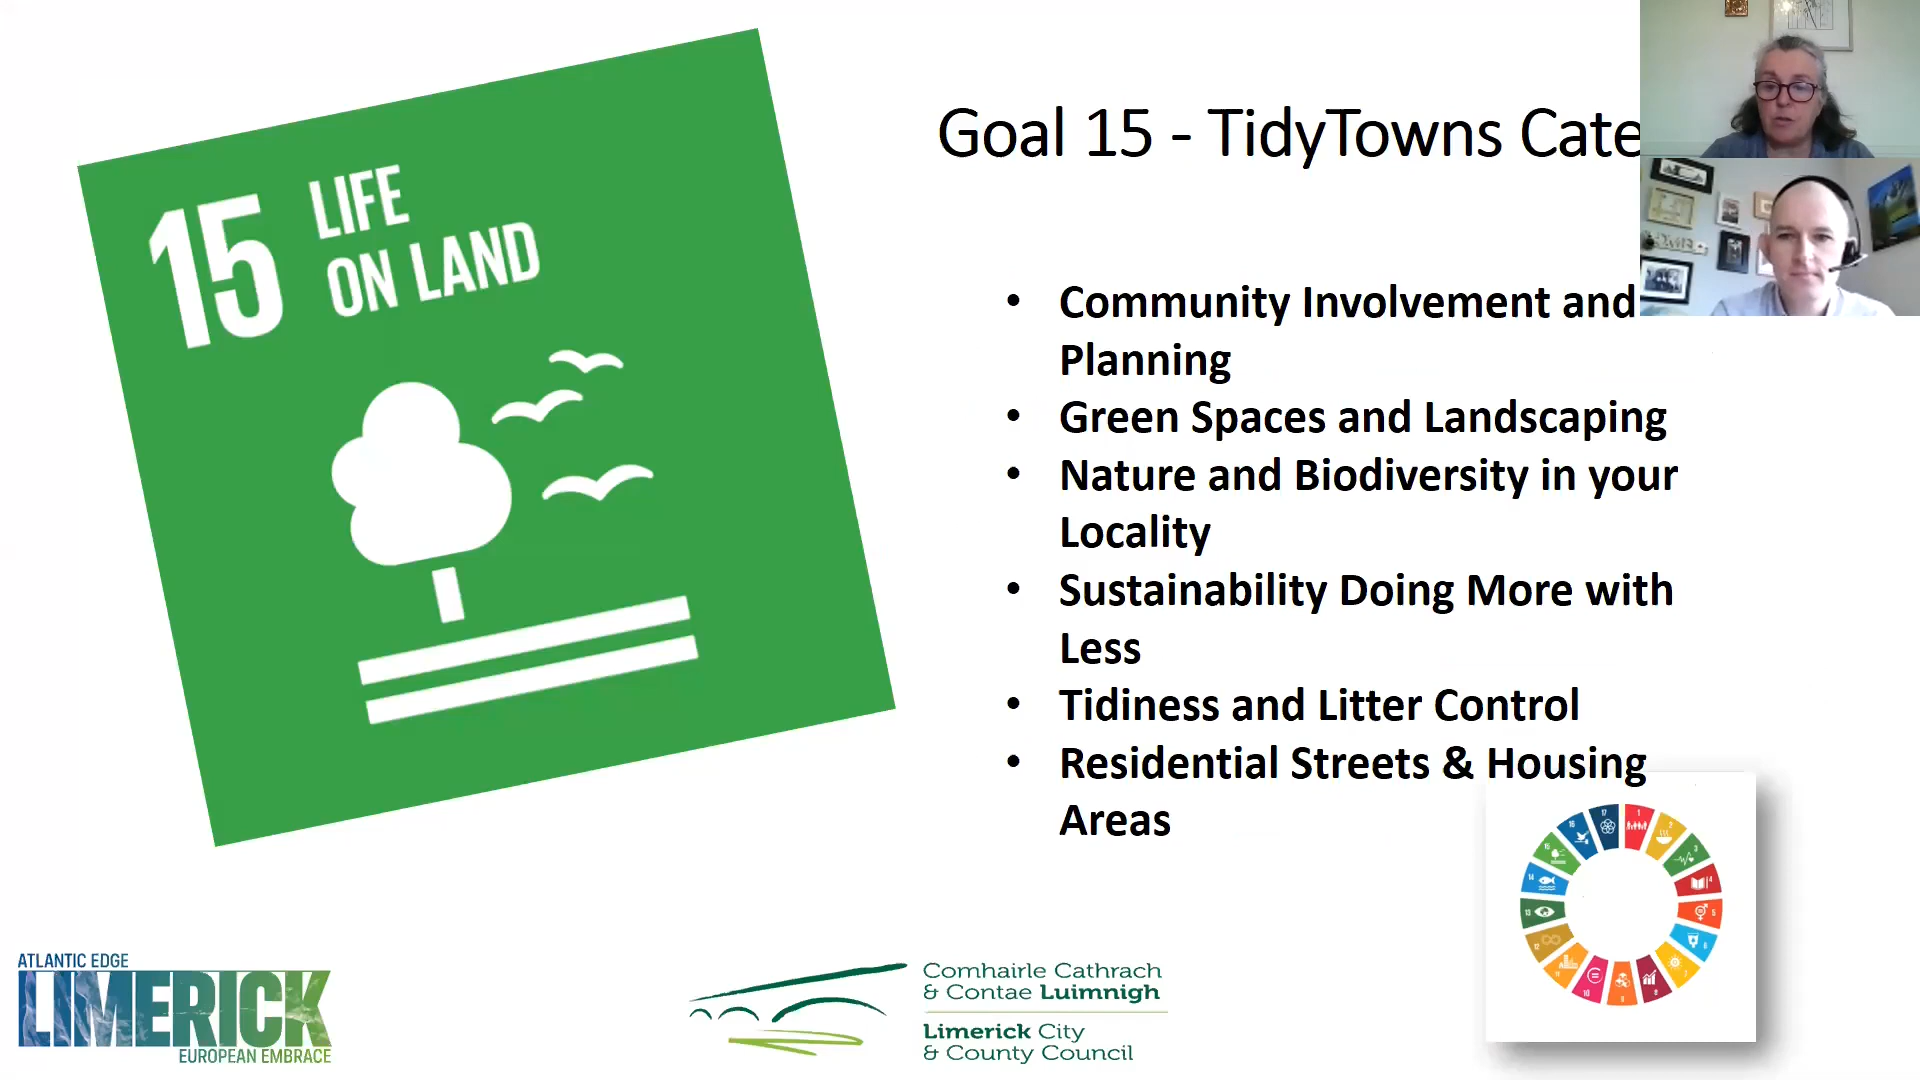 15
LIFE
ON LAND
Goal 15 - TidyTowns Cate
• Community Involvement and
Planning
• Green Spaces and Landscaping
• Nature and Biodiversity in your
Locality
• Sustainability Doing More with
Less
• Tidiness and Litter Control
• Residential Streets & Housing
Areas
ATLANTIC EDGE
LIMERICK
EUROPEAN EMBRACE
Comhairle Cathrach
& Contae Luimnigh
Limerick City
& County Council